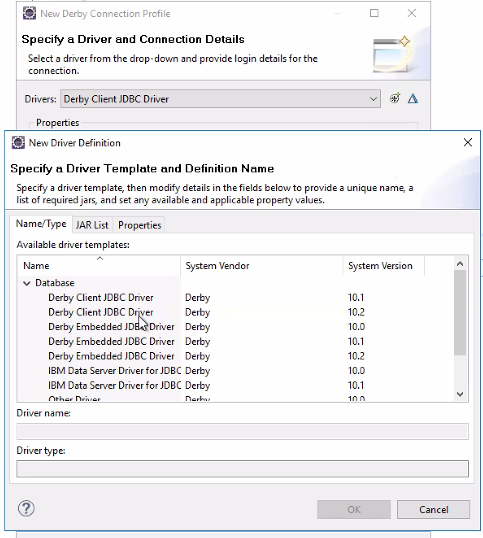 New Derby Connection Profile
Specify a Driver and Connection Details
Select a driver from the drop-down and provide login details for the
connection.
Drivers: Derby Client JDBC Driver
Properties
New Driver Definition
Specify a Driver Template and Definition Name
Specify a driver template, then modify details in the fields below to provide a unique name, a
list of required jars, and set any available and applicable property values.
Name/Type JAR List Properties
Available driver templates:
Name System Vendor System Version
Database
Derby Client JDBC Driver Derby 10.1
Derby Client JDBC Driver Derby 10.2
Derby Embedded JDBC Driver Derby 10.0
Derby Embedded JDBC Driver Derby 10.1
Derby Embedded JDBC Driver Derby 10.2
IBM Data Server Driver for JDBC Derby 10.0
IBM Data Server Driver for JDBC Derby 10.1
Other Driver Derby 10.0
Driver name:
Driver type:
?
OK Cancel